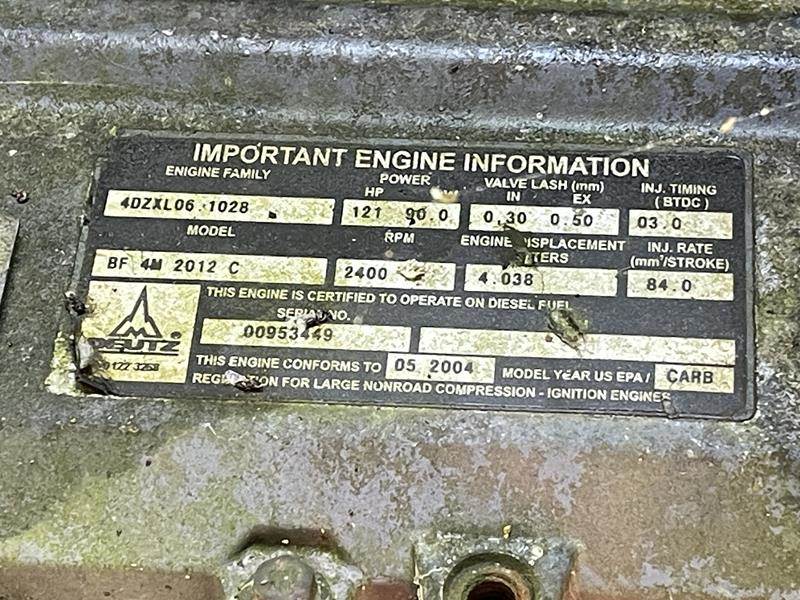 IMPORTANT ENGINE INFORMATION
ENIGINE FAMILY POWER VALVE LASH (mm) INJ. TIMING
HP IN EX (BTDC)
4DZXL06.1028 121 90.0 0.30 0.50 03.0
MODEL RPM ENGINE DISPLACEMENT INJ. RATE
(mm³/STROKE)
BF 4M 2012 C 2400 4.038 84.0
THIS ENGINE IS CERTIFIED TO OPERATE ON DIESEL FUEL
SERIAL NO.
DEUTZ ® 00953449
THIS ENGINE CONFORMS TO 05 2004 MODEL YEAR US EPA / CARB
REGULATION FOR LARGE NONROAD COMPRESSION - IGNITION ENGINES